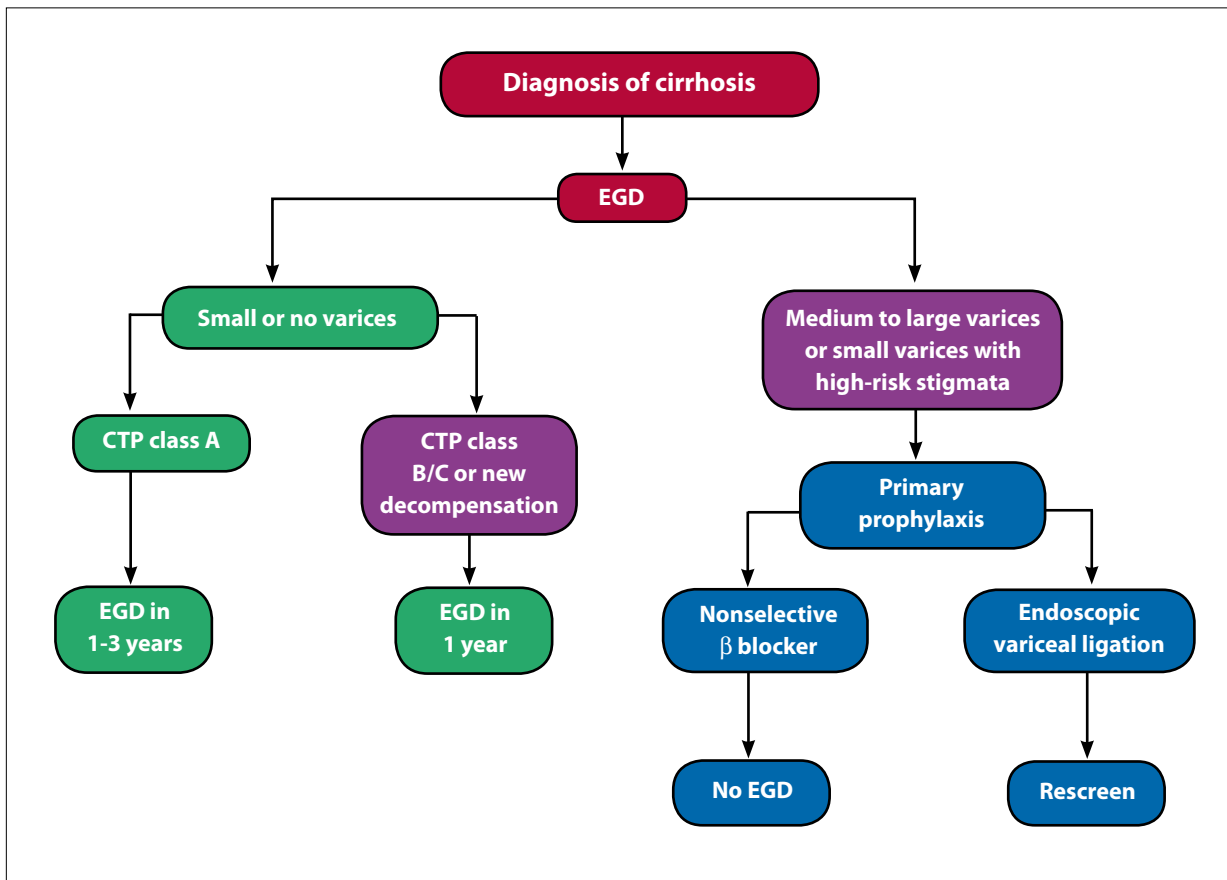 Diagnosis of cirrhosis
EGD
Small or no varices
Medium to large varices
or small varices with
high-risk stigmata
CTP class A
CTP class
B/C or new
decompensation
Primary
prophylaxis
EGD in
1-3 years
EGD in
1 year
Nonselective
β blocker
Endoscopic
variceal ligation
No EGD
Rescreen